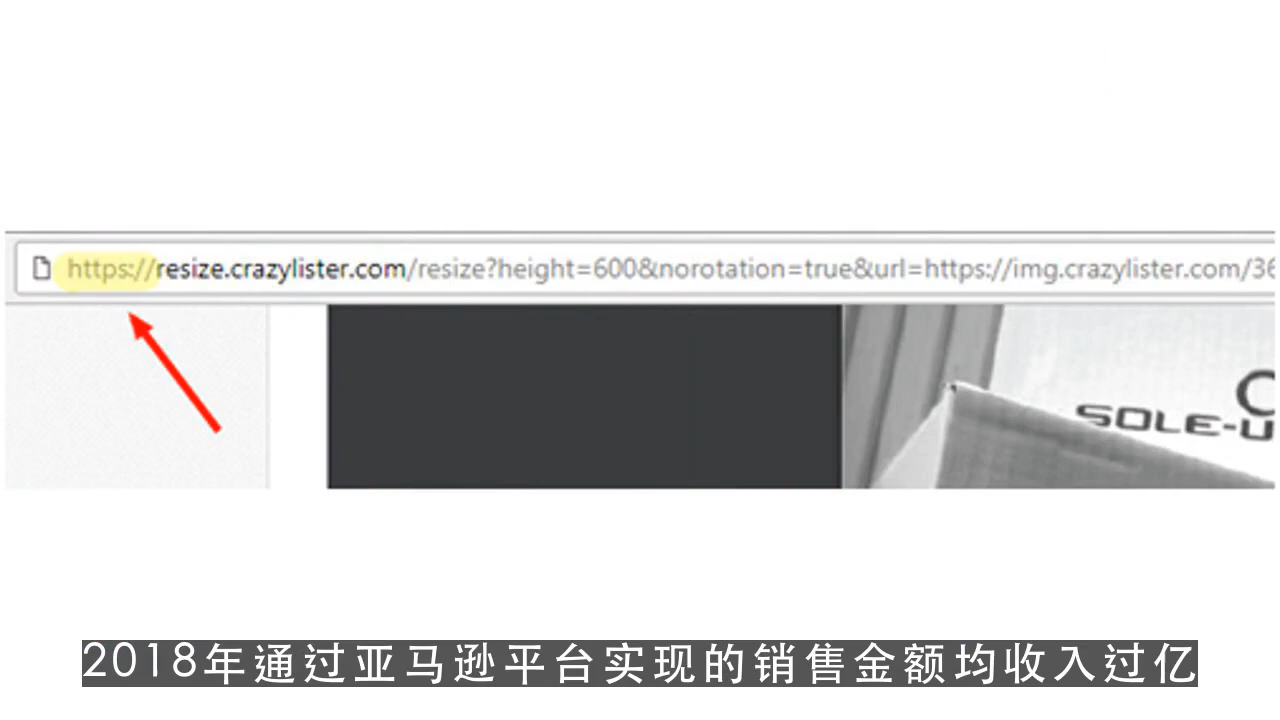 https://resize.crazylister.com/resize?height=600&norotation=true&url=https://img.crazylister.com/36
SOLE-U
2018年通过亚马逊平台实现的销售金额均收入过亿